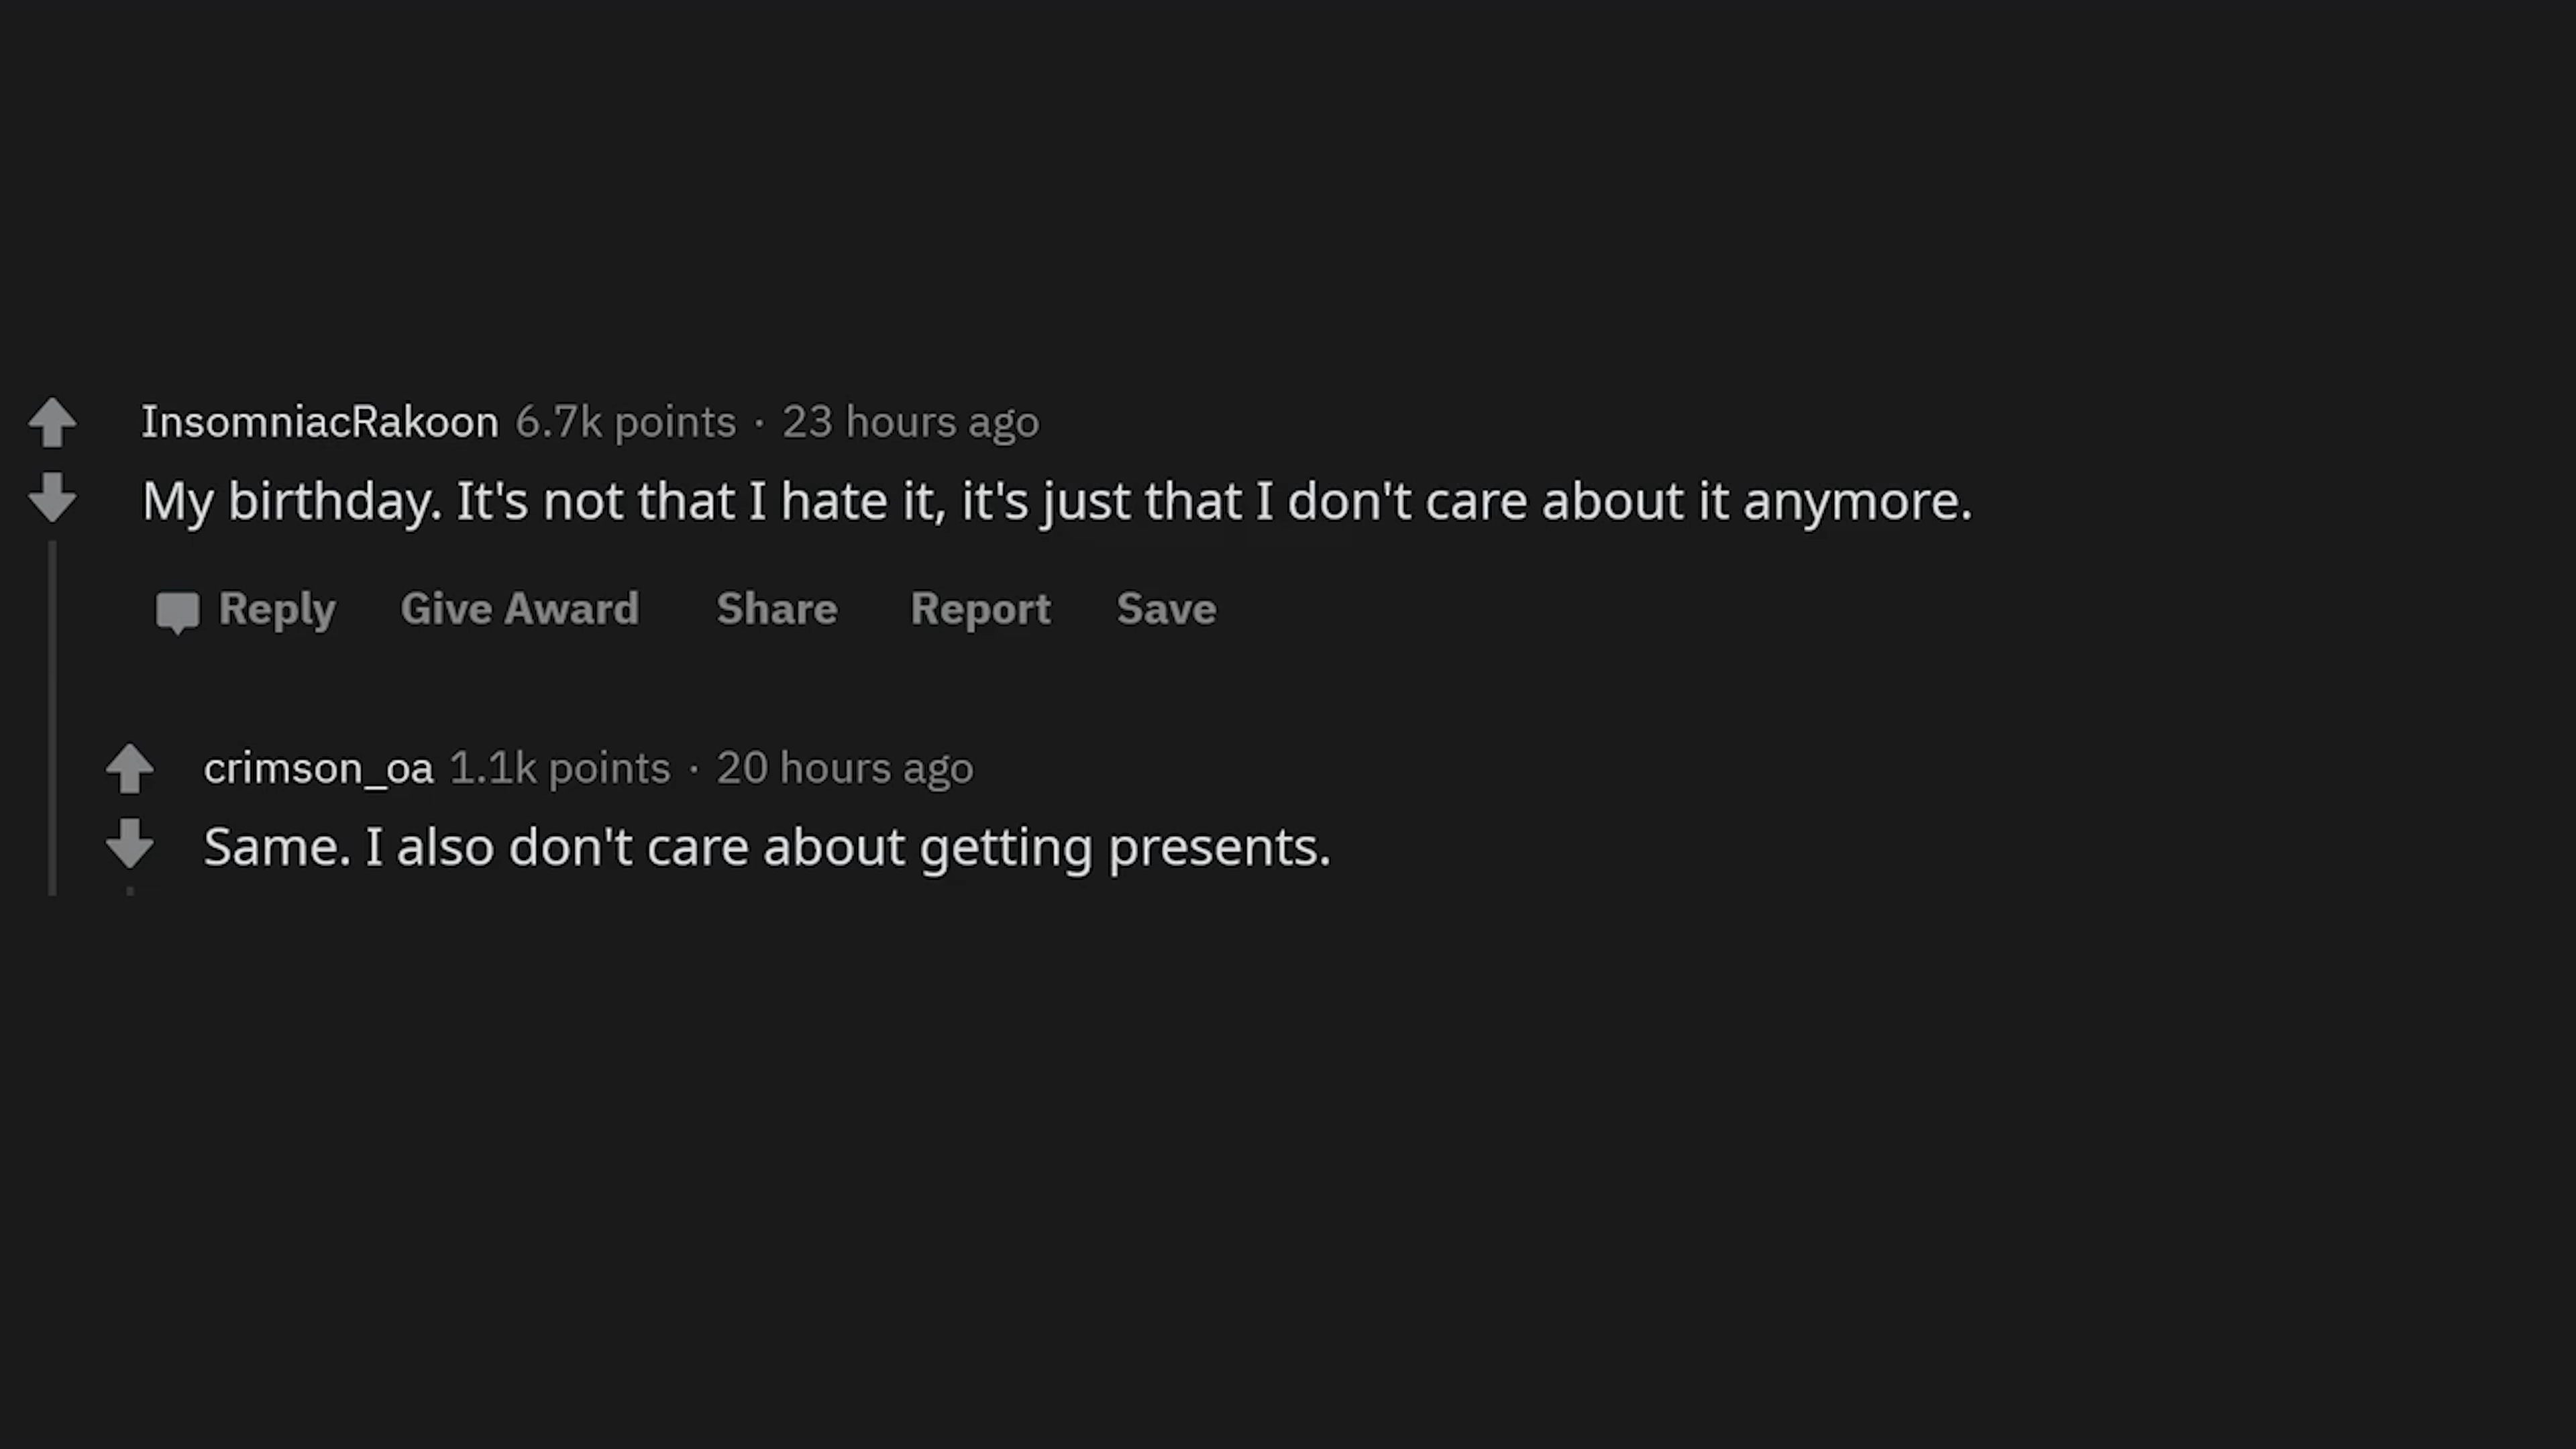 InsomniacRakoon 6.7k points · 23 hours ago
My birthday. It's not that I hate it, it's just that I don't care about it anymore.
Reply Give Award Share Report Save
crimson_oa 1.1k points · 20 hours ago
Same. I also don't care about getting presents.